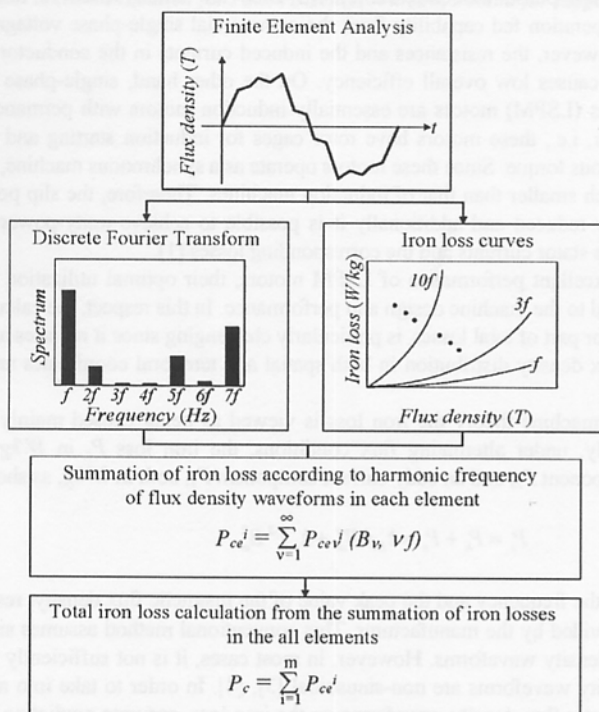 Finite Element Analysis
Flux density (T)
t
Discrete Fourier Transform
Spectrum
f 2f 3f 4f 5f 6f 7f
Frequency (Hz)
Iron loss curves
Iron loss (W/kg)
10f
3f
f
Flux density (T)
Summation of iron loss according to harmonic frequency
of flux density waveforms in each element
P_ce^i = ∑_{ν=1}^{∞} P_ceν^i (B_ν, νf)
Total iron loss calculation from the summation of iron losses
in the all elements
P_c = ∑_{i=1}^{m} P_ce^i